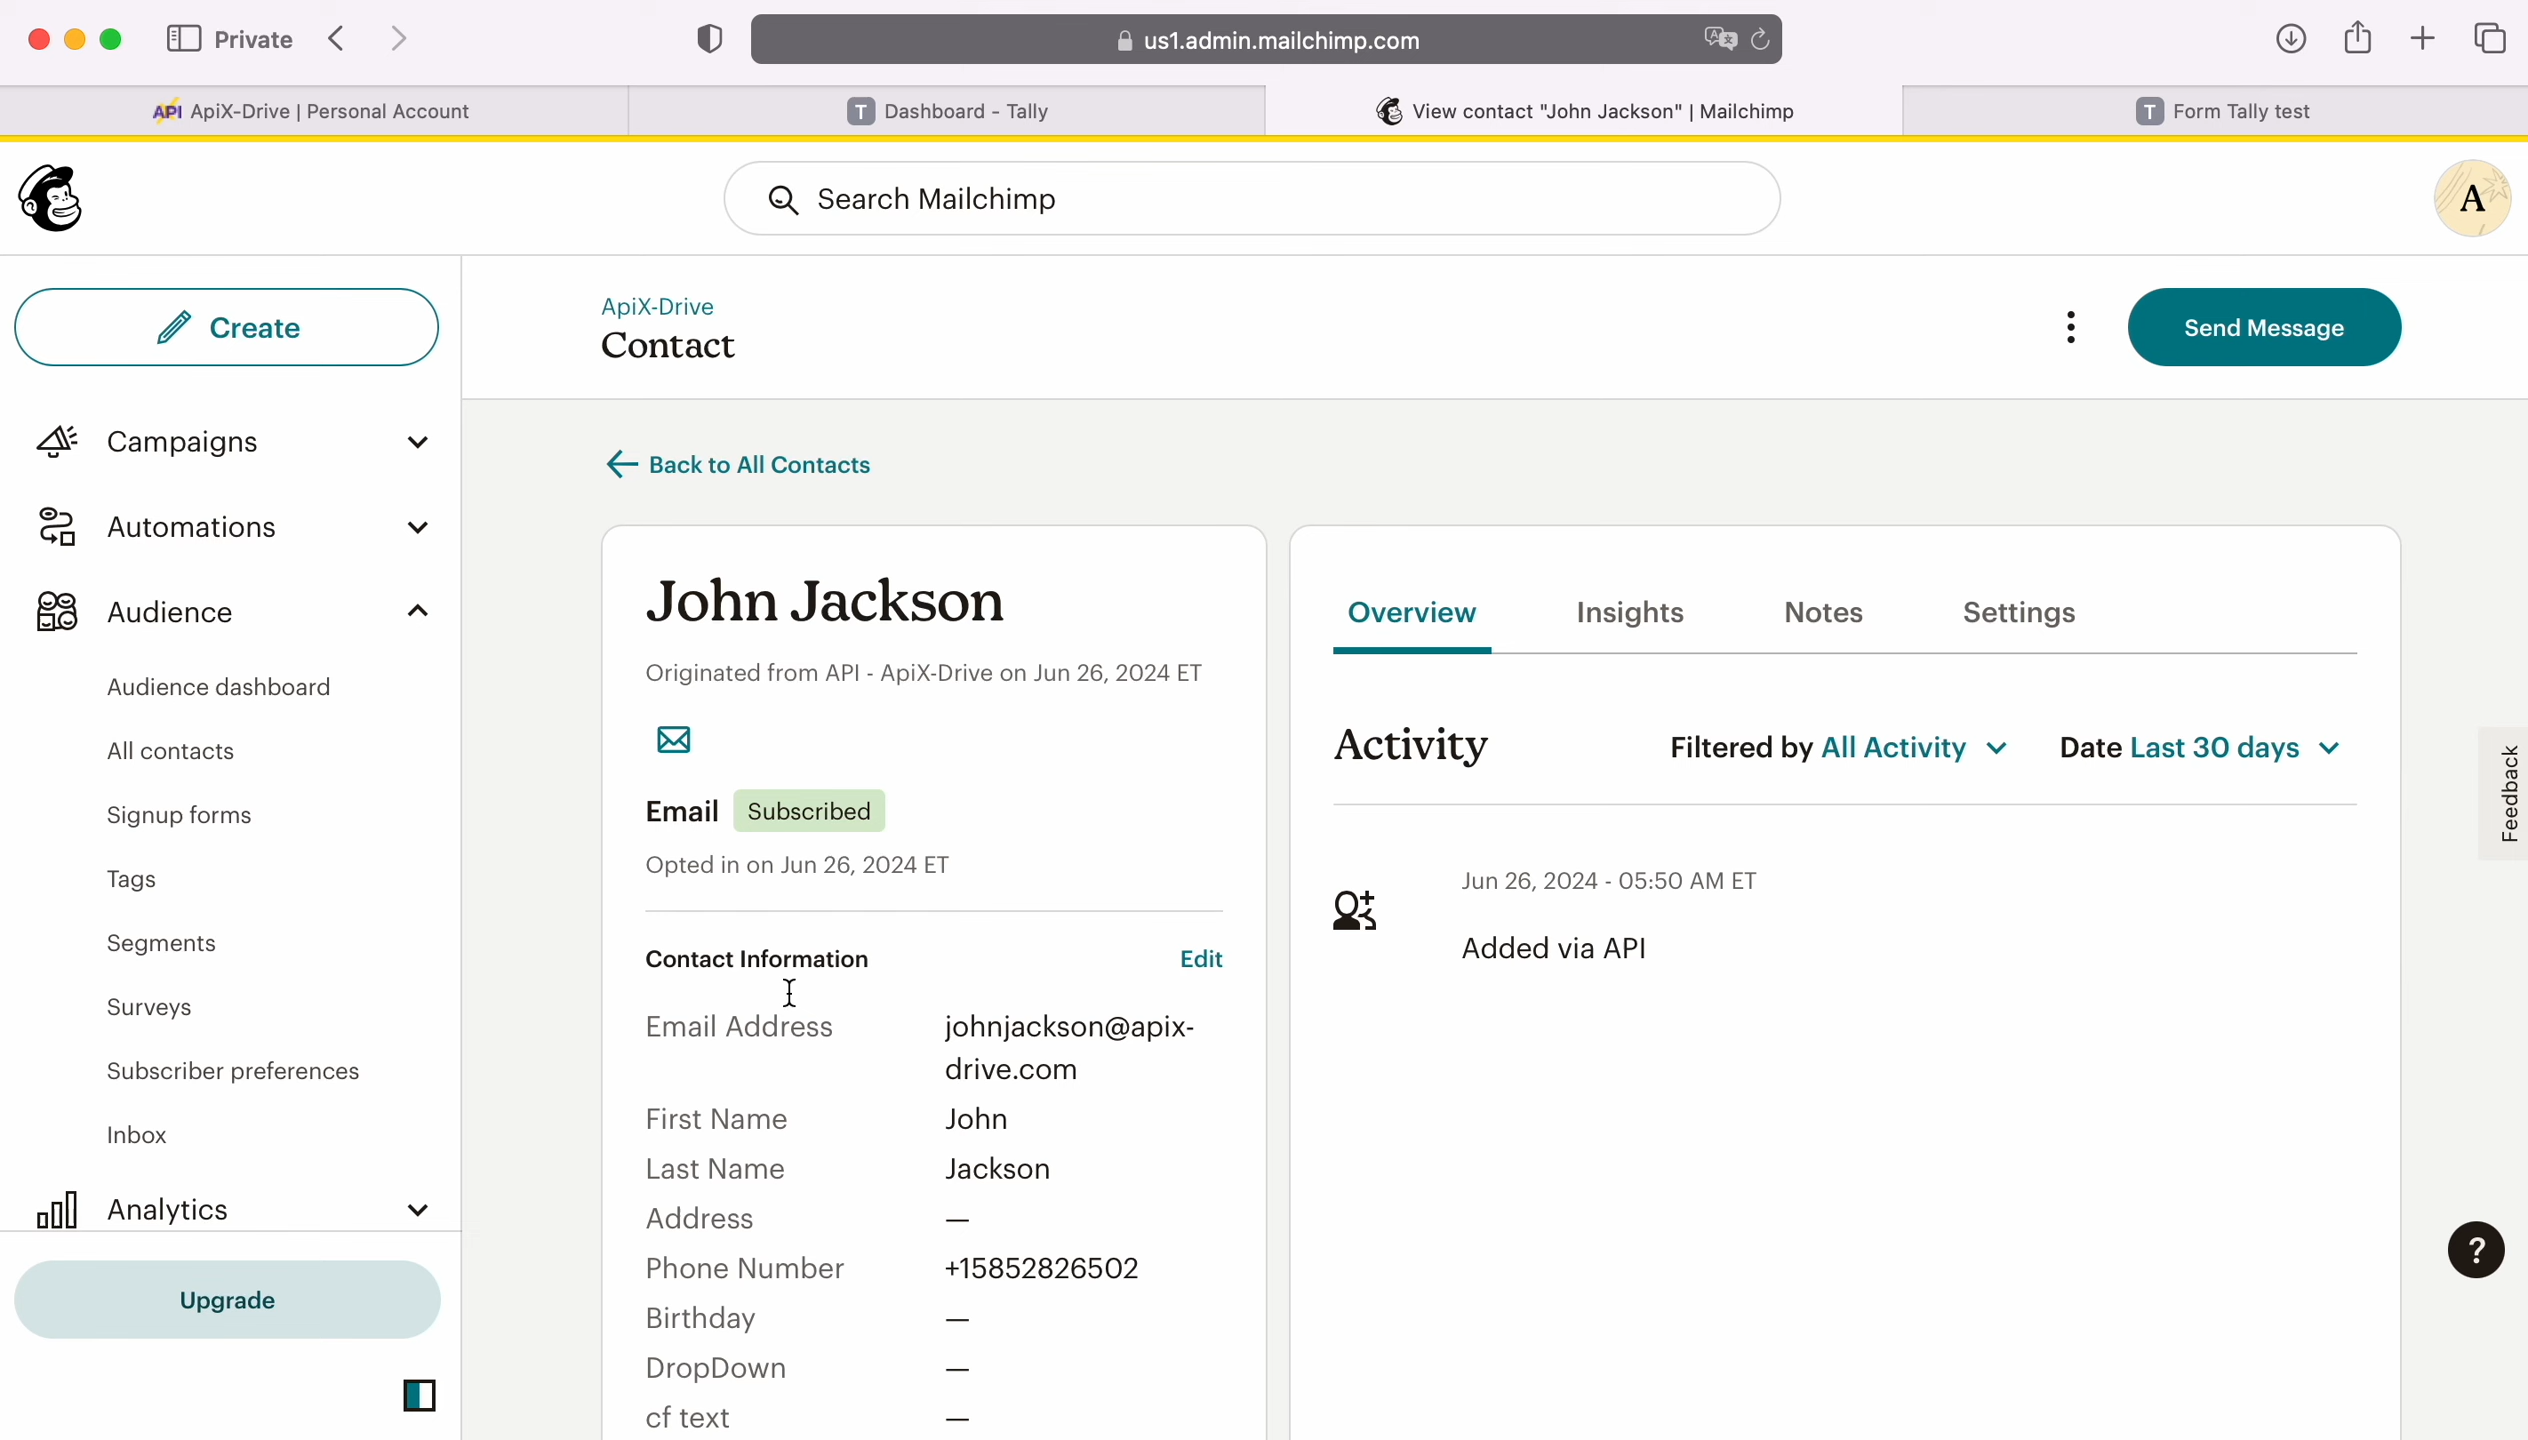 Private
us1.admin.mailchimp.com
API ApiX-Drive | Personal Account
T Dashboard - Tally
View contact "John Jackson" | Mailchimp
T Form Tally test
Search Mailchimp
A
Create
ApiX-Drive
Contact
Send Message
Campaigns
Automations
Audience
Audience dashboard
All contacts
Signup forms
Tags
Segments
Surveys
Subscriber preferences
Inbox
Analytics
Upgrade
Back to All Contacts
John Jackson
Originated from API - ApiX-Drive on Jun 26, 2024 ET
Email Subscribed
Opted in on Jun 26, 2024 ET
Contact Information Edit
Email Address johnjackson@apix-
drive.com
First Name John
Last Name Jackson
Address —
Phone Number +15852826502
Birthday —
DropDown —
cf text —
Overview Insights Notes Settings
Activity Filtered by All Activity Date Last 30 days
Jun 26, 2024 - 05:50 AM ET
Added via API
Feedback
?